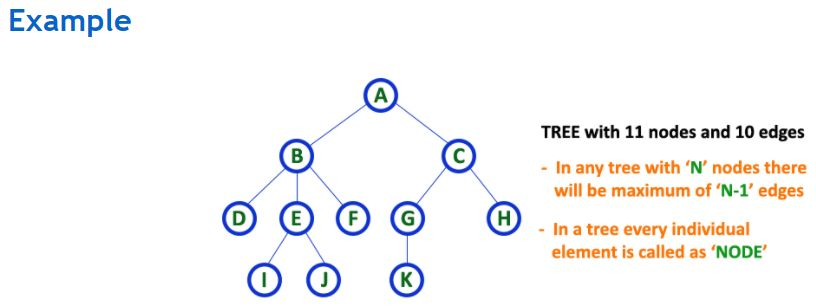 Example
A
TREE with 11 nodes and 10 edges
B
C
- In any tree with ‘N’ nodes there
will be maximum of ‘N-1’ edges
D
E
F
G
H
- In a tree every individual
element is called as ‘NODE’
I
J
K